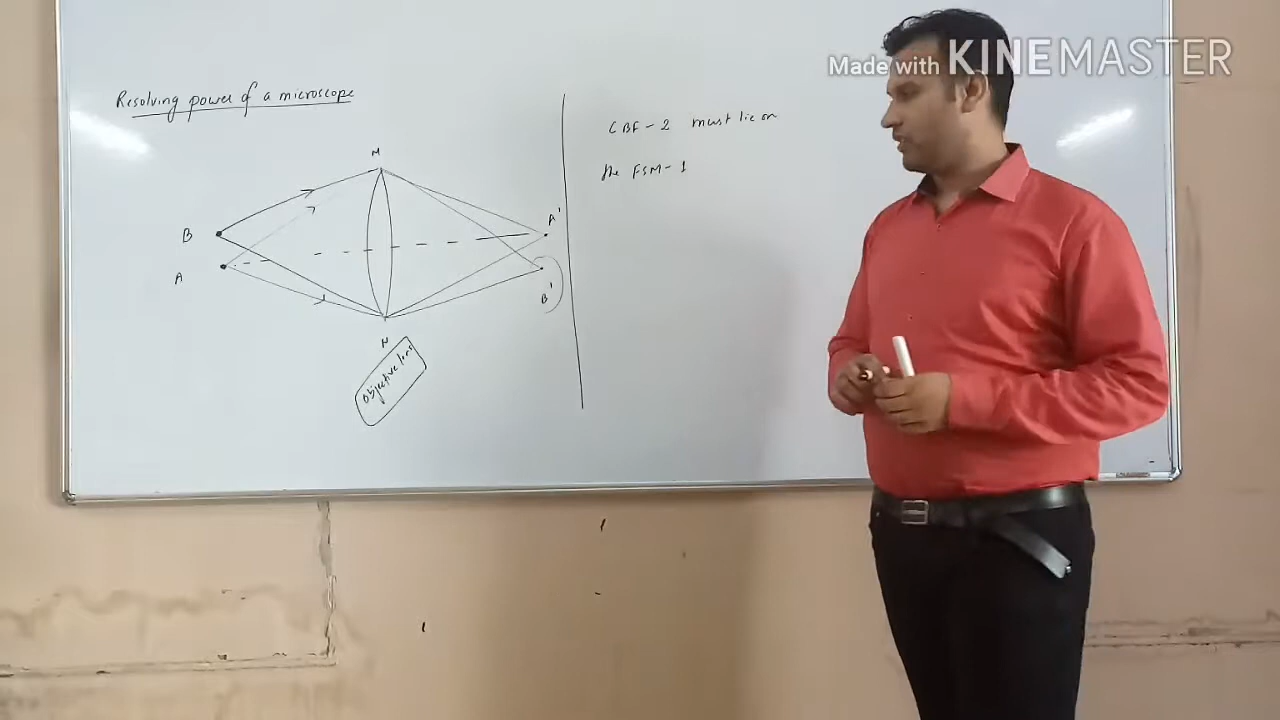 Made with KINEMASTER
Resolving power of a microscope
CBF-2 must lie on
the FSM-1
M
B
A
A'
B'
N
Objective lens